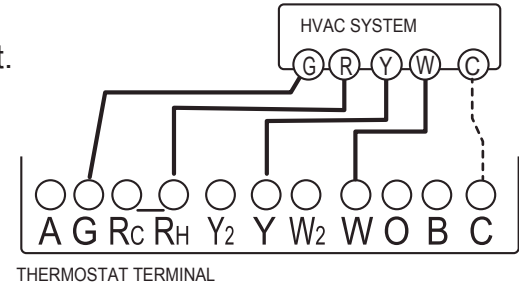 HVAC SYSTEM
t.
G R Y W C
A G Rc RH Y2 Y W2 W O B C
THERMOSTAT TERMINAL